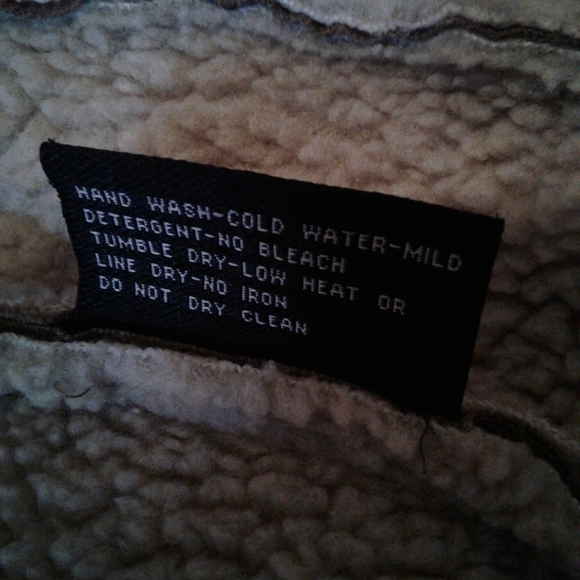 HAND WASH-COLD WATER-MILD
DETERGENT-NO BLEACH
TUMBLE DRY-LOW HEAT OR
LINE DRY-NO IRON
DO NOT DRY CLEAN